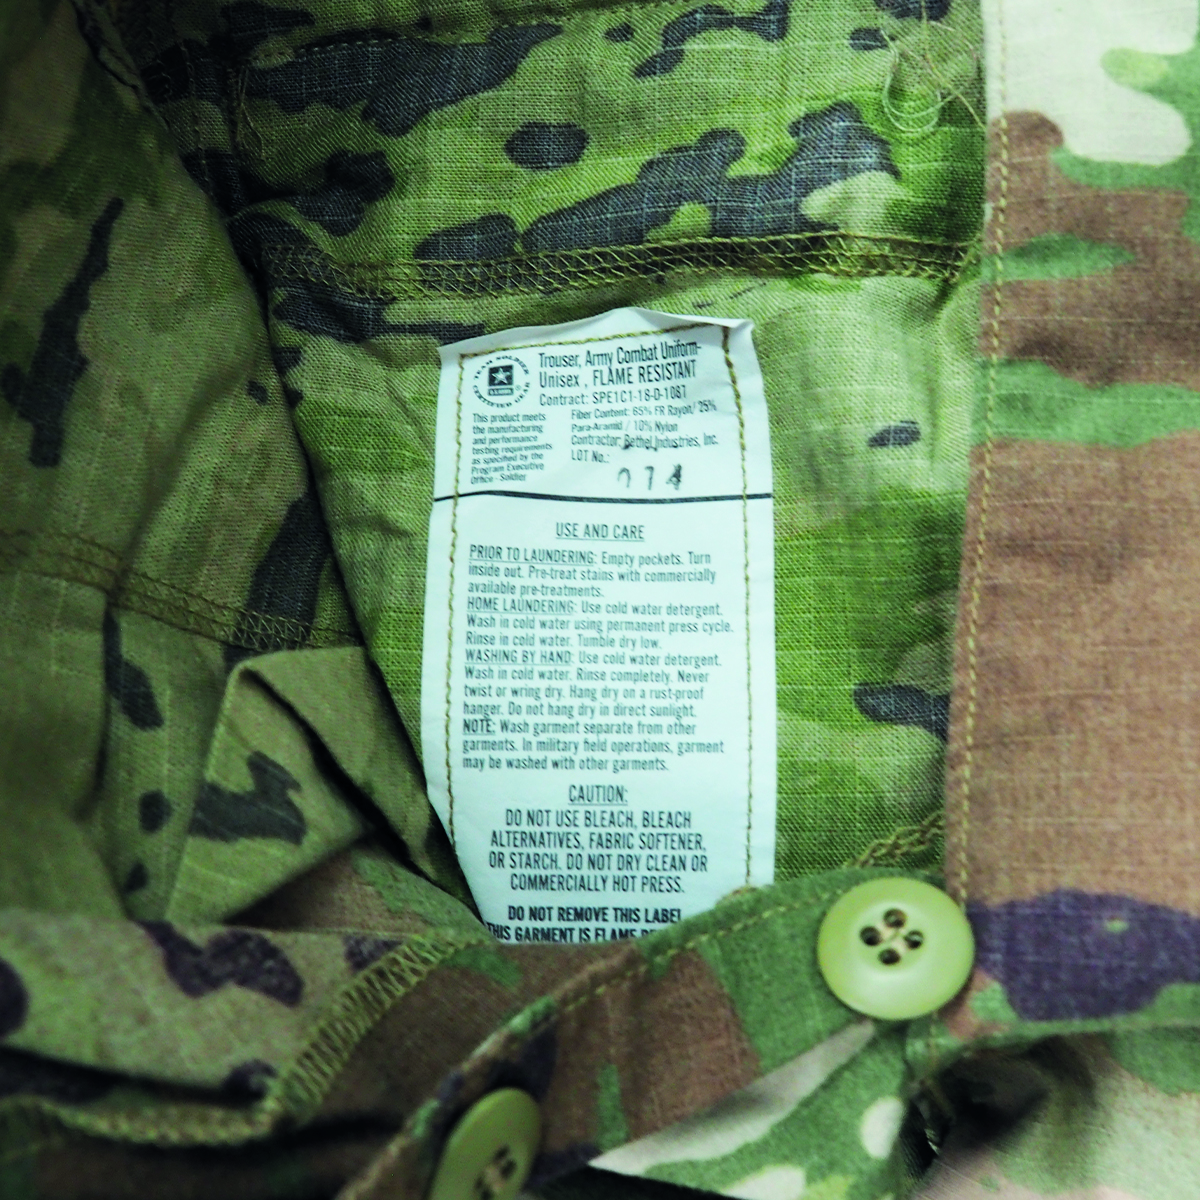 TEAM SOLDIER
CERTIFIED GEAR
Trouser, Army Combat Uniform-
Unisex , FLAME RESISTANT
Contract: SPE1C1-18-D-1087
This product meets
the manufacturing
and performance
testing requirements
as specified by the
Program Executive
Office - Soldier
Fiber Content: 65% FR Rayon/ 25%
Para-Aramid / 10% Nylon
Contractor: Bethel Industries, Inc.
LOT No.:
074
USE AND CARE
PRIOR TO LAUNDERING: Empty pockets. Turn
inside out. Pre-treat stains with commercially
available pre-treatments.
HOME LAUNDERING: Use cold water detergent.
Wash in cold water using permanent press cycle.
Rinse in cold water. Tumble dry low.
WASHING BY HAND: Use cold water detergent.
Wash in cold water. Rinse completely. Never
twist or wring dry. Hang dry on a rust-proof
hanger. Do not hang dry in direct sunlight.
NOTE: Wash garment separate from other
garments. In military field operations, garment
may be washed with other garments.
CAUTION:
DO NOT USE BLEACH, BLEACH
ALTERNATIVES, FABRIC SOFTENER,
OR STARCH. DO NOT DRY CLEAN OR
COMMERCIALLY HOT PRESS.
DO NOT REMOVE THIS LABEL
THIS GARMENT IS FLAME